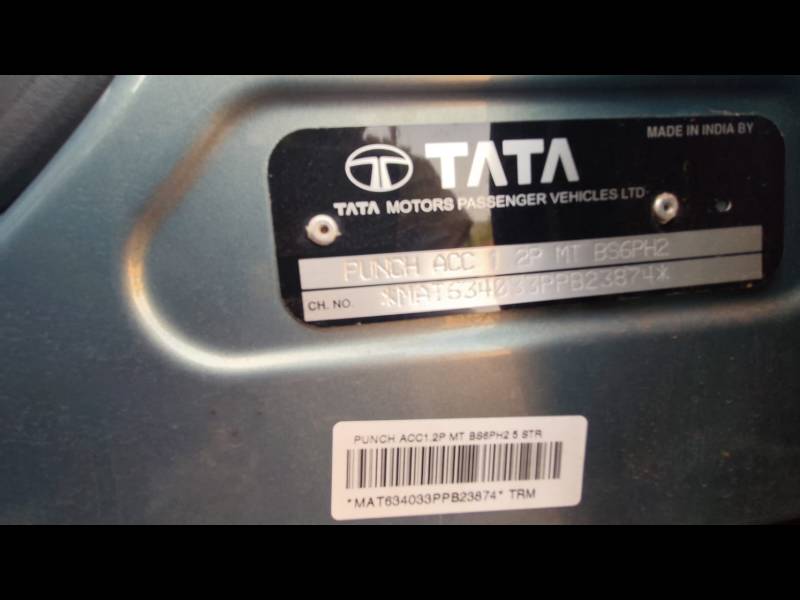 MADE IN INDIA BY
TATA
TATA MOTORS PASSENGER VEHICLES LTD
PUNCH ACC 1.2P MT BS6PH2
CH. NO. *MAT634033PPB23874*
PUNCH ACC1.2P MT BS6PH2.5 STR
*MAT634033PPB23874* TRM